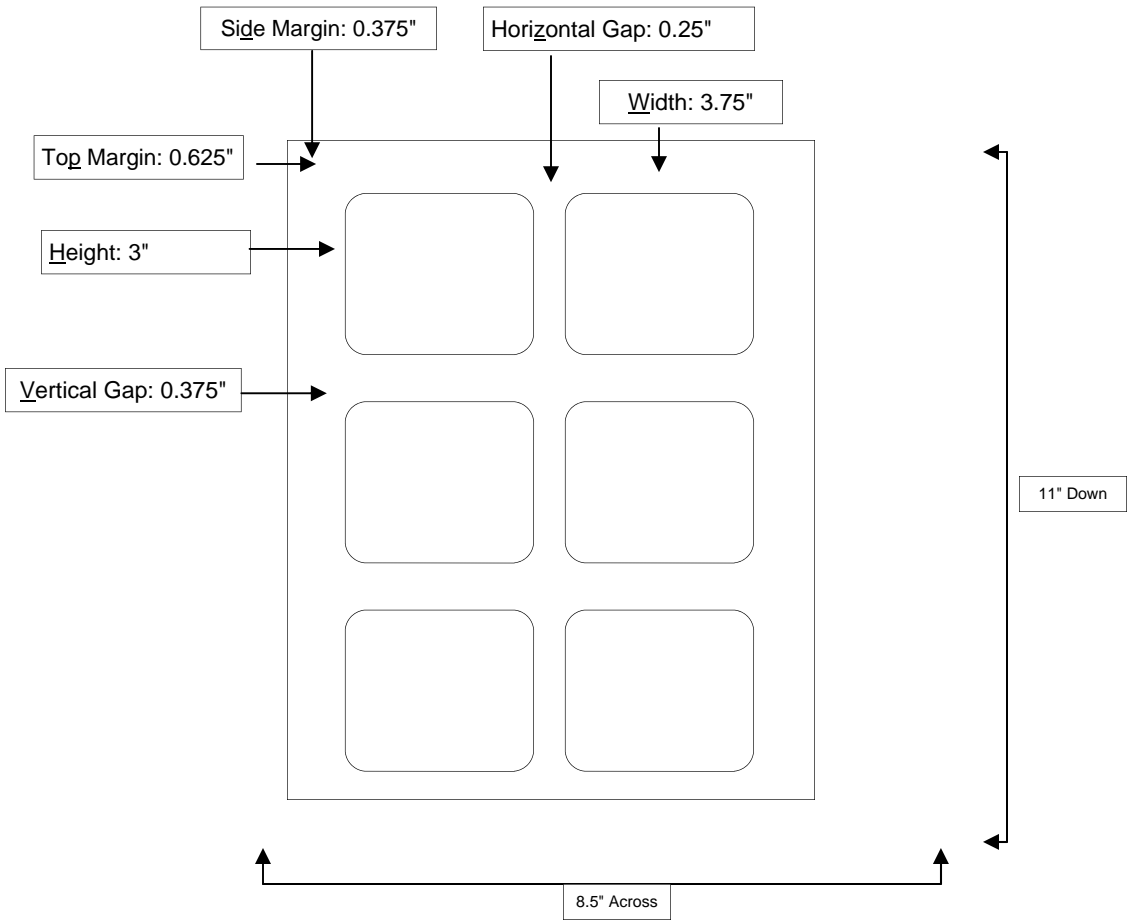 Side Margin: 0.375"
Horizontal Gap: 0.25"
Width: 3.75"
Top Margin: 0.625"
Height: 3"
Vertical Gap: 0.375"
11" Down
8.5" Across